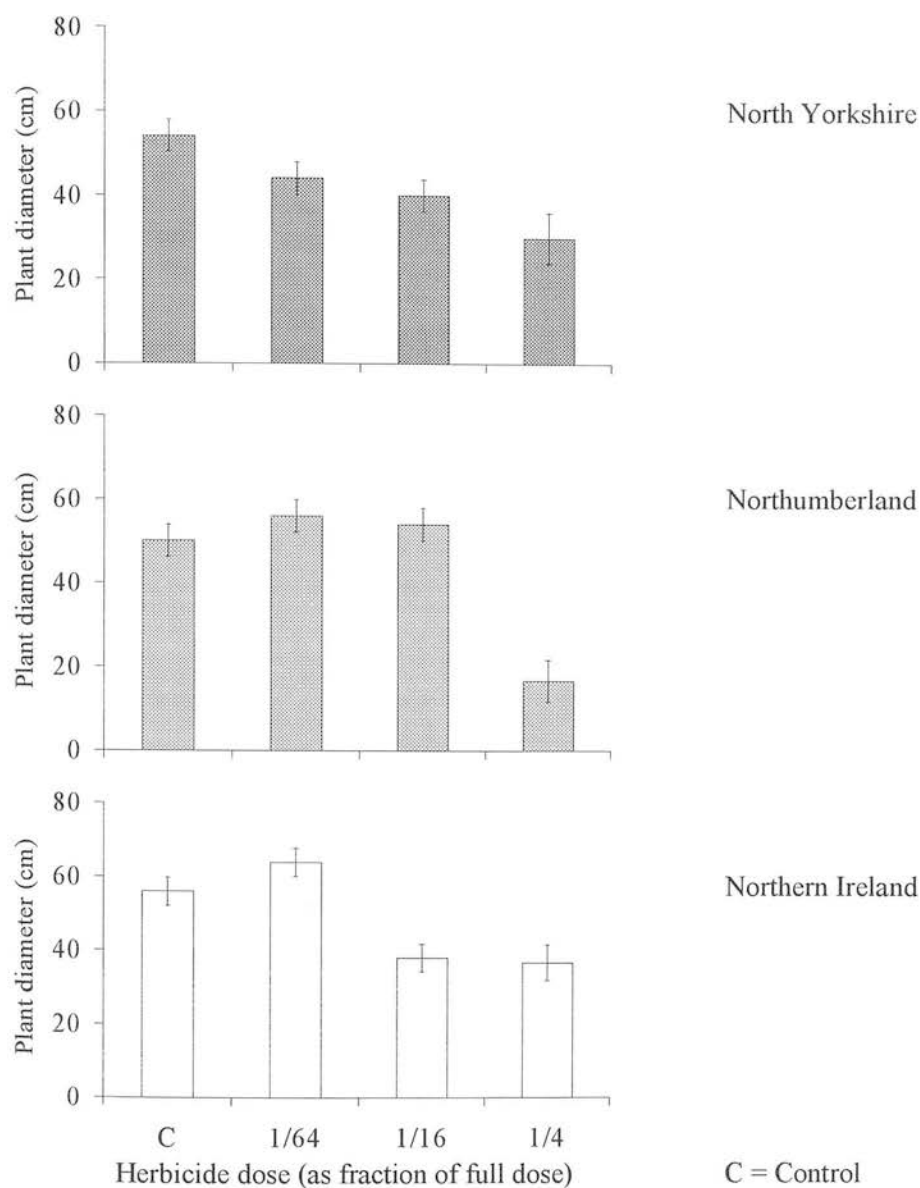 80
60
40
20
0
Plant diameter (cm)
North Yorkshire
80
60
40
20
0
Plant diameter (cm)
Northumberland
80
60
40
20
0
Plant diameter (cm)
Northern Ireland
C 1/64 1/16 1/4
Herbicide dose (as fraction of full dose)
C = Control